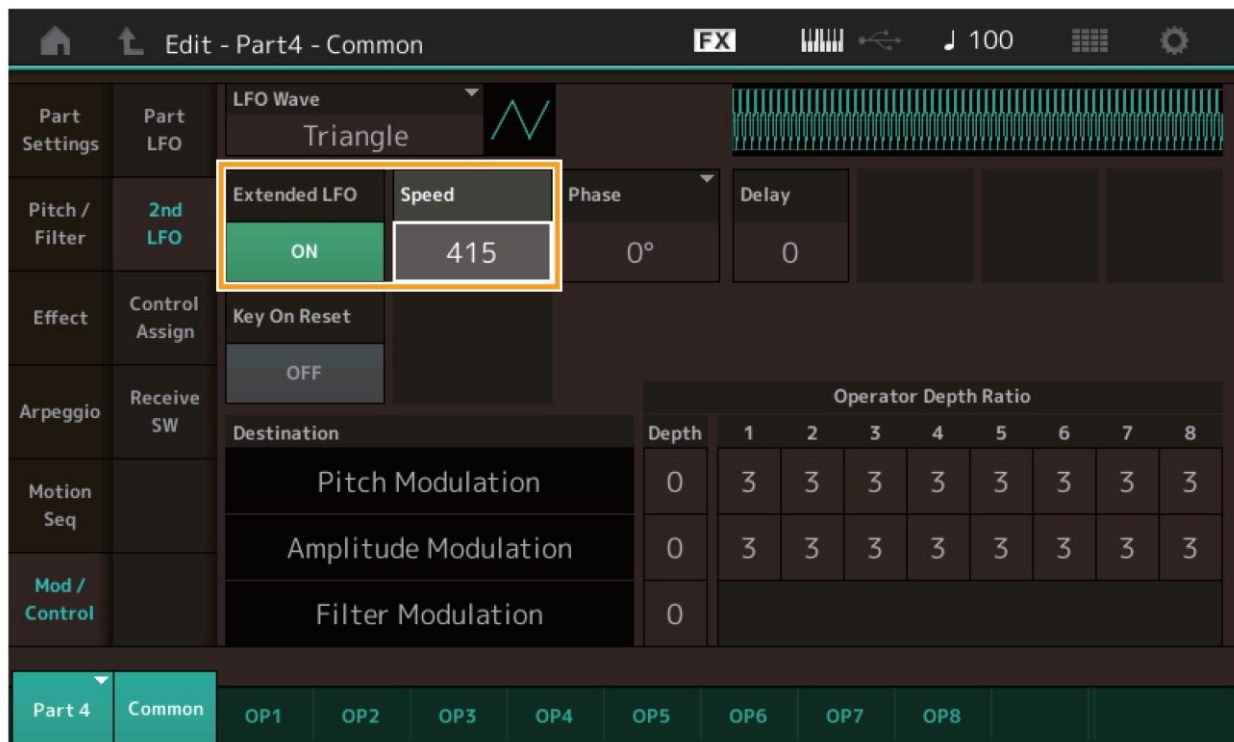 Edit - Part4 - Common
FX
♩ 100
Part Settings
Pitch / Filter
Effect
Arpeggio
Motion Seq
Mod / Control
Part LFO
2nd LFO
Control Assign
Receive SW
LFO Wave
Triangle
Extended LFO
Speed
Phase
Delay
ON
415
0°
0
Key On Reset
OFF
Operator Depth Ratio
Destination Depth 1 2 3 4 5 6 7 8
Pitch Modulation 0 3 3 3 3 3 3 3 3
Amplitude Modulation 0 3 3 3 3 3 3 3 3
Filter Modulation 0
Part 4 Common OP1 OP2 OP3 OP4 OP5 OP6 OP7 OP8